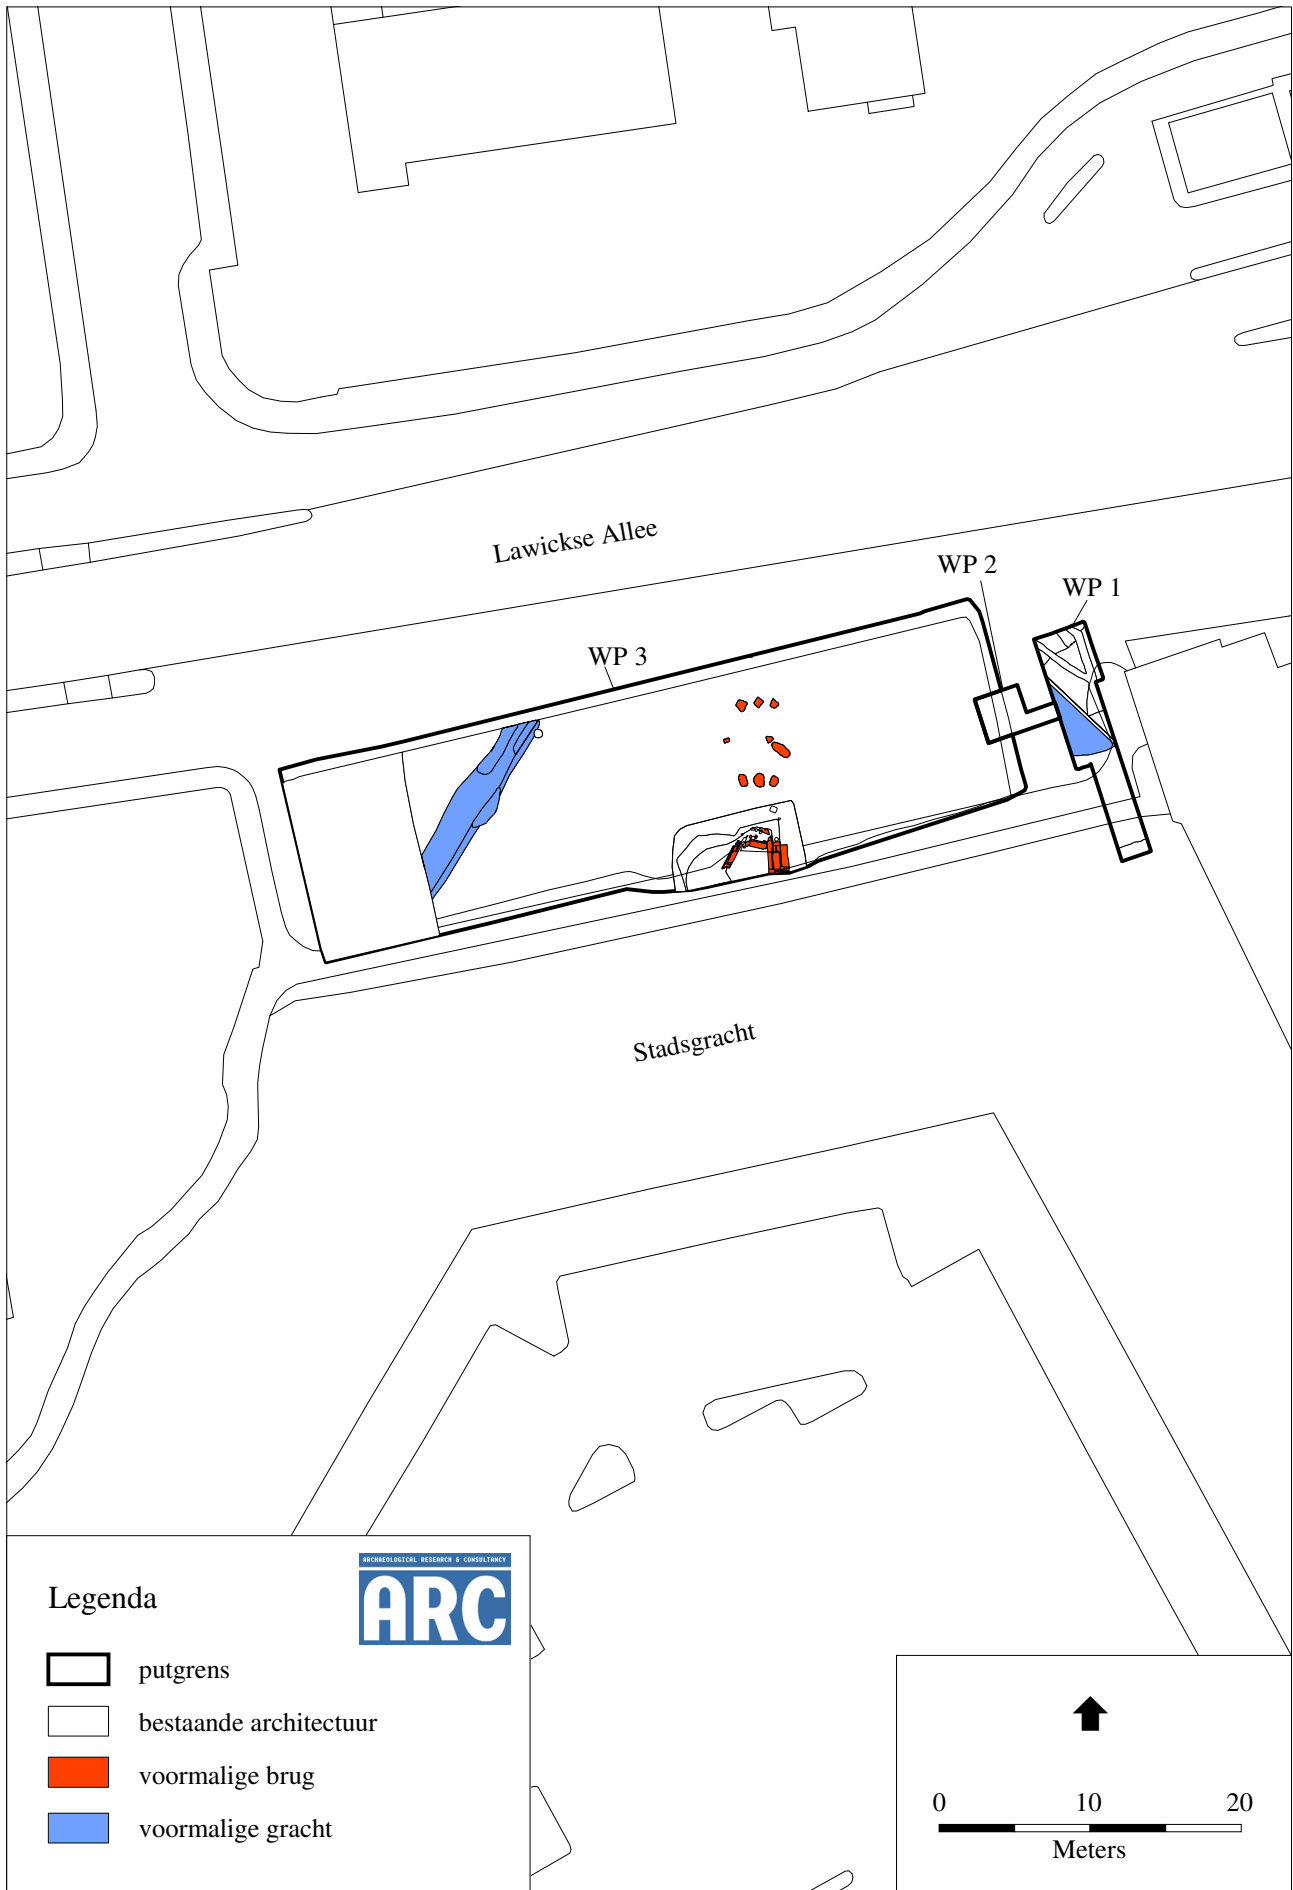 Lawickse Allee
WP 2
WP 1
WP 3
Stadsgracht
Legenda
ARCHAEOLOGICAL RESEARCH & CONSULTANCY
ARC
putgrens
bestaande architectuur
voormalige brug
voormalige gracht
0 10 20
Meters